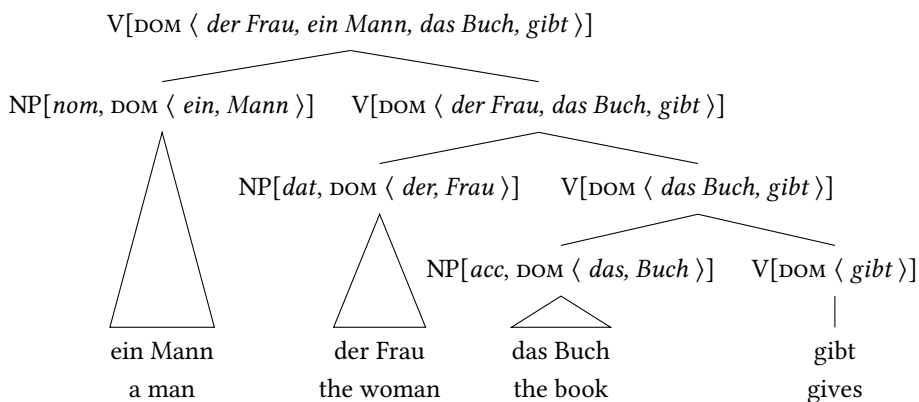 V[DOM ⟨ der Frau, ein Mann, das Buch, gibt ⟩]
NP[nom, DOM ⟨ ein, Mann ⟩] V[DOM ⟨ der Frau, das Buch, gibt ⟩]
NP[dat, DOM ⟨ der, Frau ⟩] V[DOM ⟨ das Buch, gibt ⟩]
NP[acc, DOM ⟨ das, Buch ⟩] V[DOM ⟨ gibt ⟩]
ein Mann der Frau das Buch gibt
a man the woman the book gives